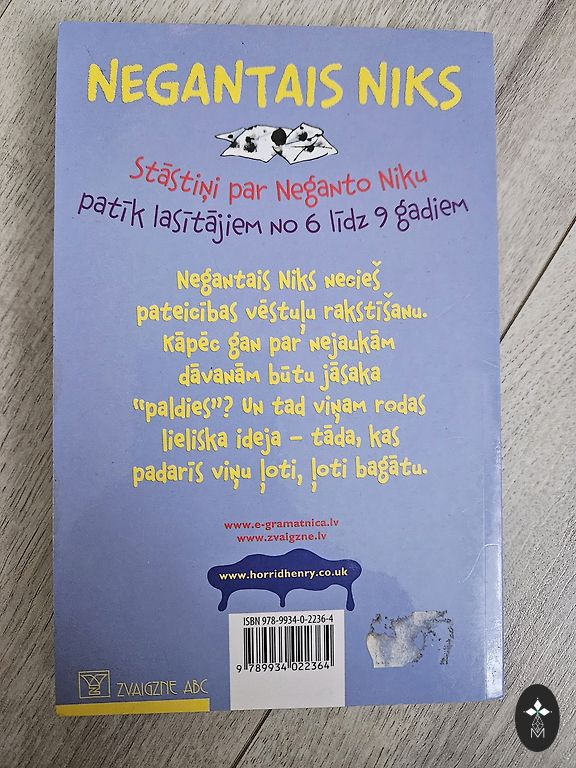 NEGANTAIS NIKS
Stāstiņi par Neganto Niku
patīk lasītājiem no 6 līdz 9 gadiem
Negantais Niks necieš
pateicības vēstuļu rakstīšanu.
Kāpēc gan par nejaukām
dāvanām būtu jāsaka
“paldies”? Un tad viņam rodas
lieliska ideja – tāda, kas
padarīs viņu ļoti, ļoti bagātu.
www.e-gramatnica.lv
www.zvaigzne.lv
www.horridhenry.co.uk
ISBN 978-9934-0-2236-4
9 789934 022364
ZVAIGZNE ABC
M